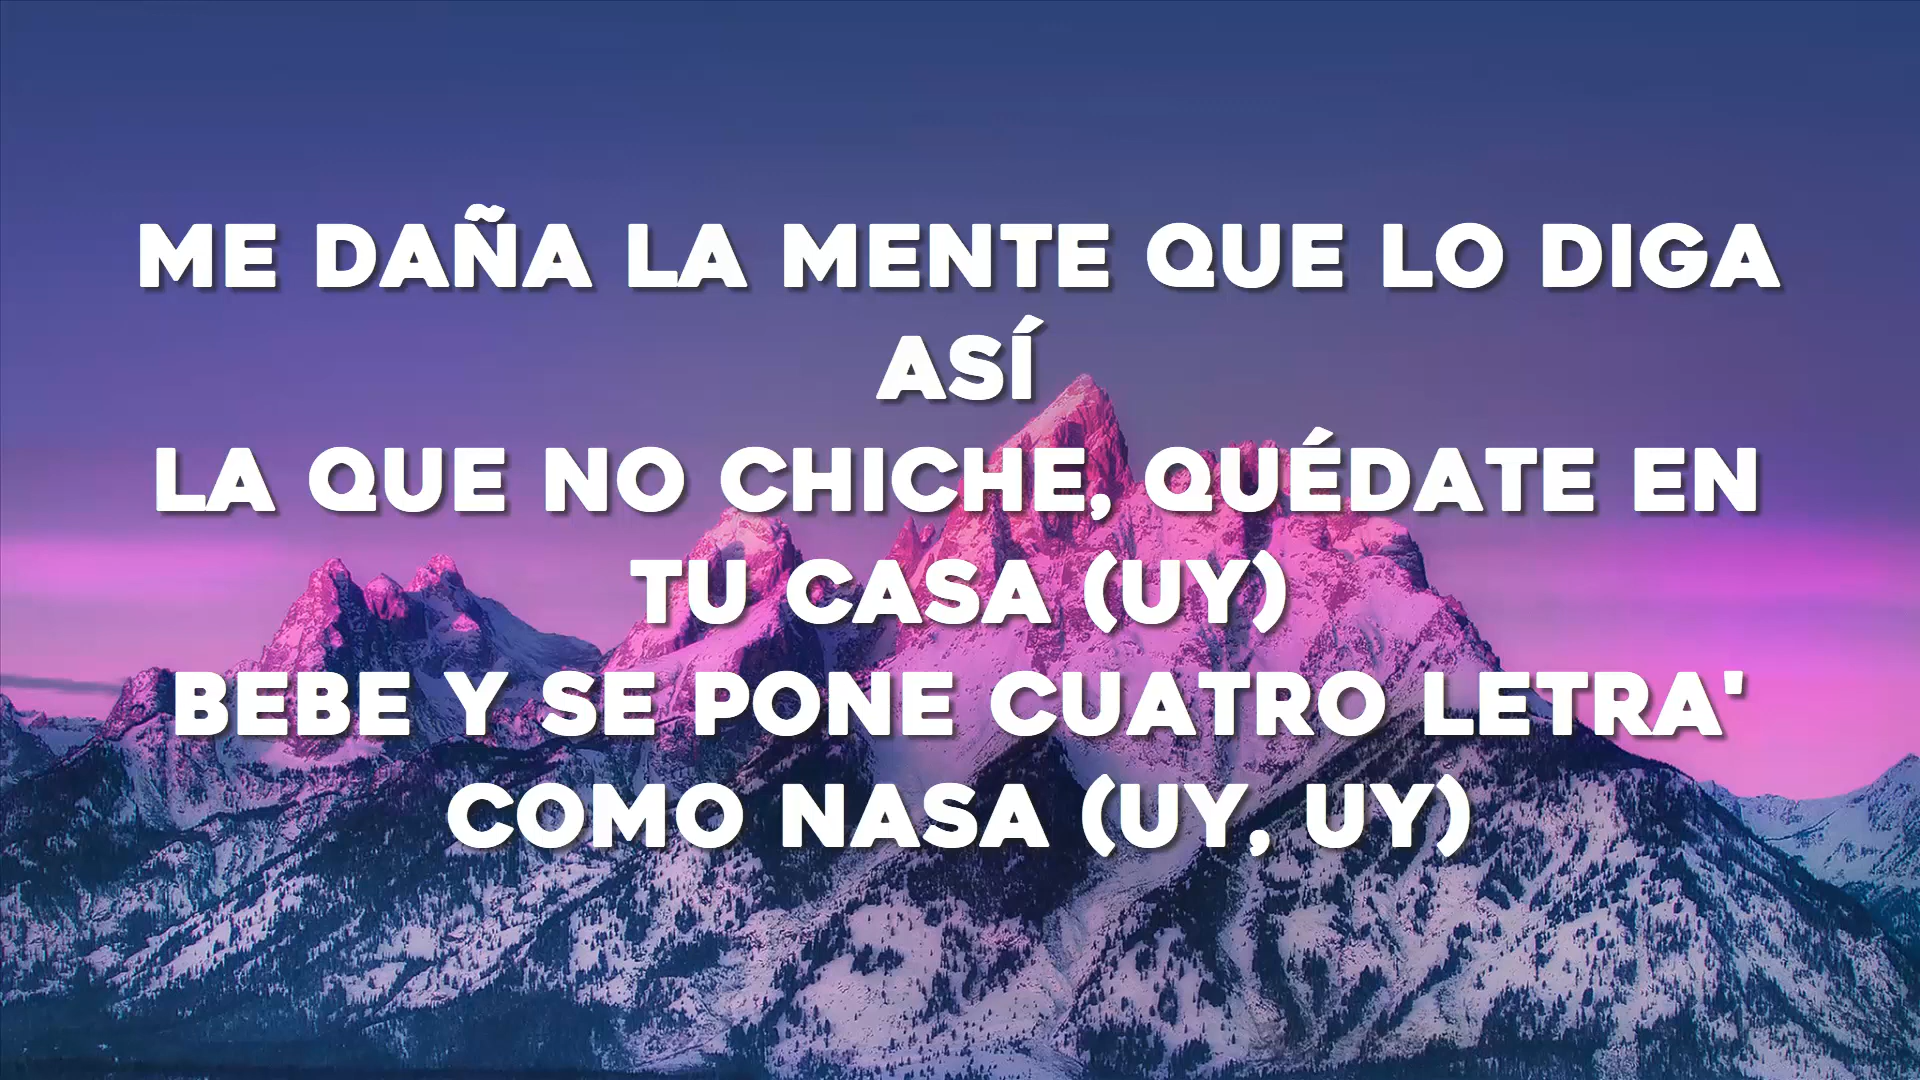 ME DAÑA LA MENTE QUE LO DIGA
ASÍ
LA QUE NO CHICHE, QUÉDATE EN
TU CASA (UY)
BEBE Y SE PONE CUATRO LETRA'
COMO NASA (UY, UY)